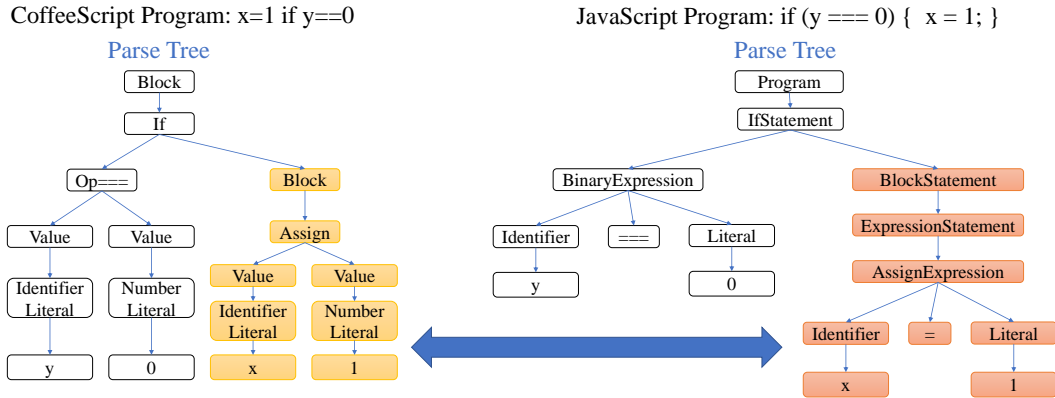 CoffeeScript Program: x=1 if y==0
Parse Tree
Block
If
Op===
Block
Value
Value
Assign
Value
Value
Identifier
Literal
Number
Literal
Identifier
Literal
Number
Literal
y
0
x
1
JavaScript Program: if (y === 0) { x = 1; }
Parse Tree
Program
IfStatement
BinaryExpression
BlockStatement
Identifier
===
Literal
ExpressionStatement
y
0
AssignExpression
Identifier
=
Literal
x
1